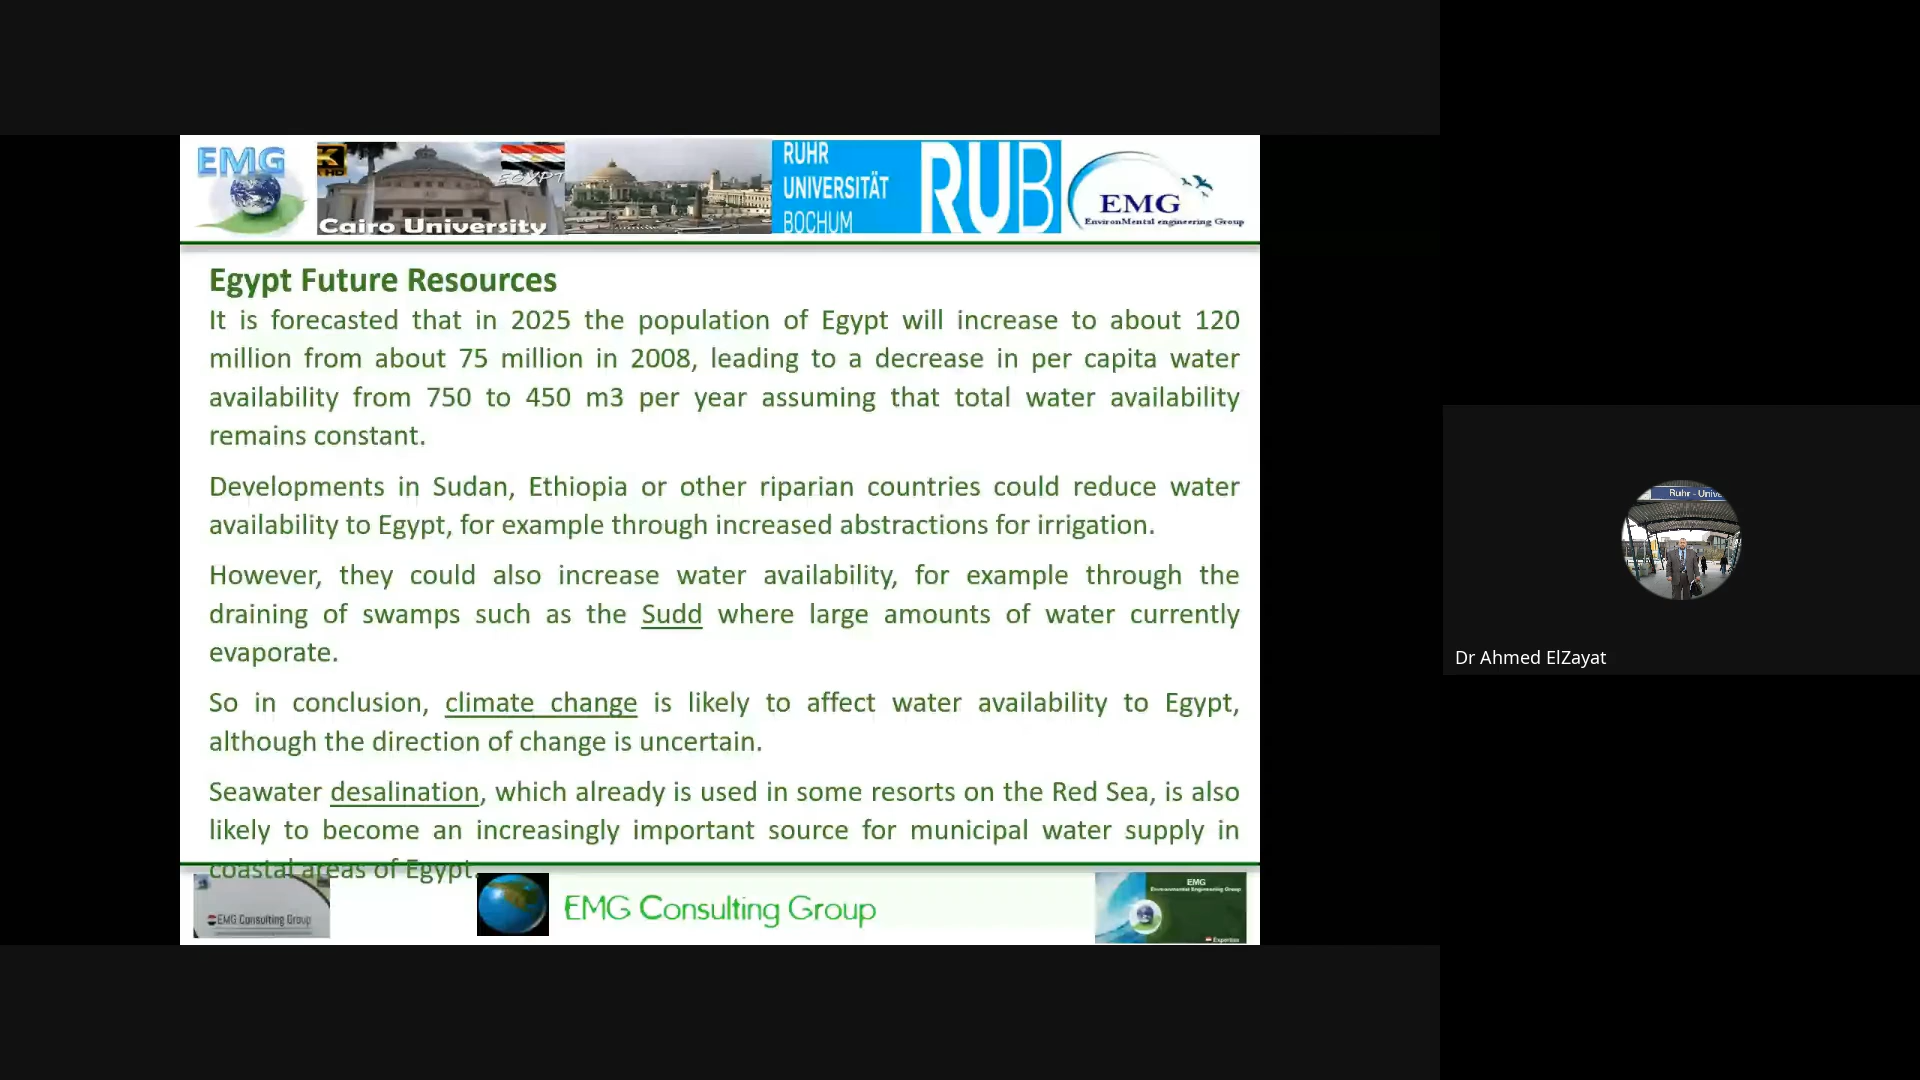 EMG
K
HD
EGYPT
Cairo University
RUHR
UNIVERSITÄT
BOCHUM
RUB
EMG
EnvironMental engineering Group
Egypt Future Resources
It is forecasted that in 2025 the population of Egypt will increase to about 120
million from about 75 million in 2008, leading to a decrease in per capita water
availability from 750 to 450 m3 per year assuming that total water availability
remains constant.
Developments in Sudan, Ethiopia or other riparian countries could reduce water
availability to Egypt, for example through increased abstractions for irrigation.
However, they could also increase water availability, for example through the
draining of swamps such as the Sudd where large amounts of water currently
evaporate.
So in conclusion, climate change is likely to affect water availability to Egypt,
although the direction of change is uncertain.
Seawater desalination, which already is used in some resorts on the Red Sea, is also
likely to become an increasingly important source for municipal water supply in
coastal areas of Egypt.
EMG Consulting Group
EMG Consulting Group
EMG
Environmental Engineering Group
Expertise
Ruhr - Unive
Dr Ahmed ElZayat